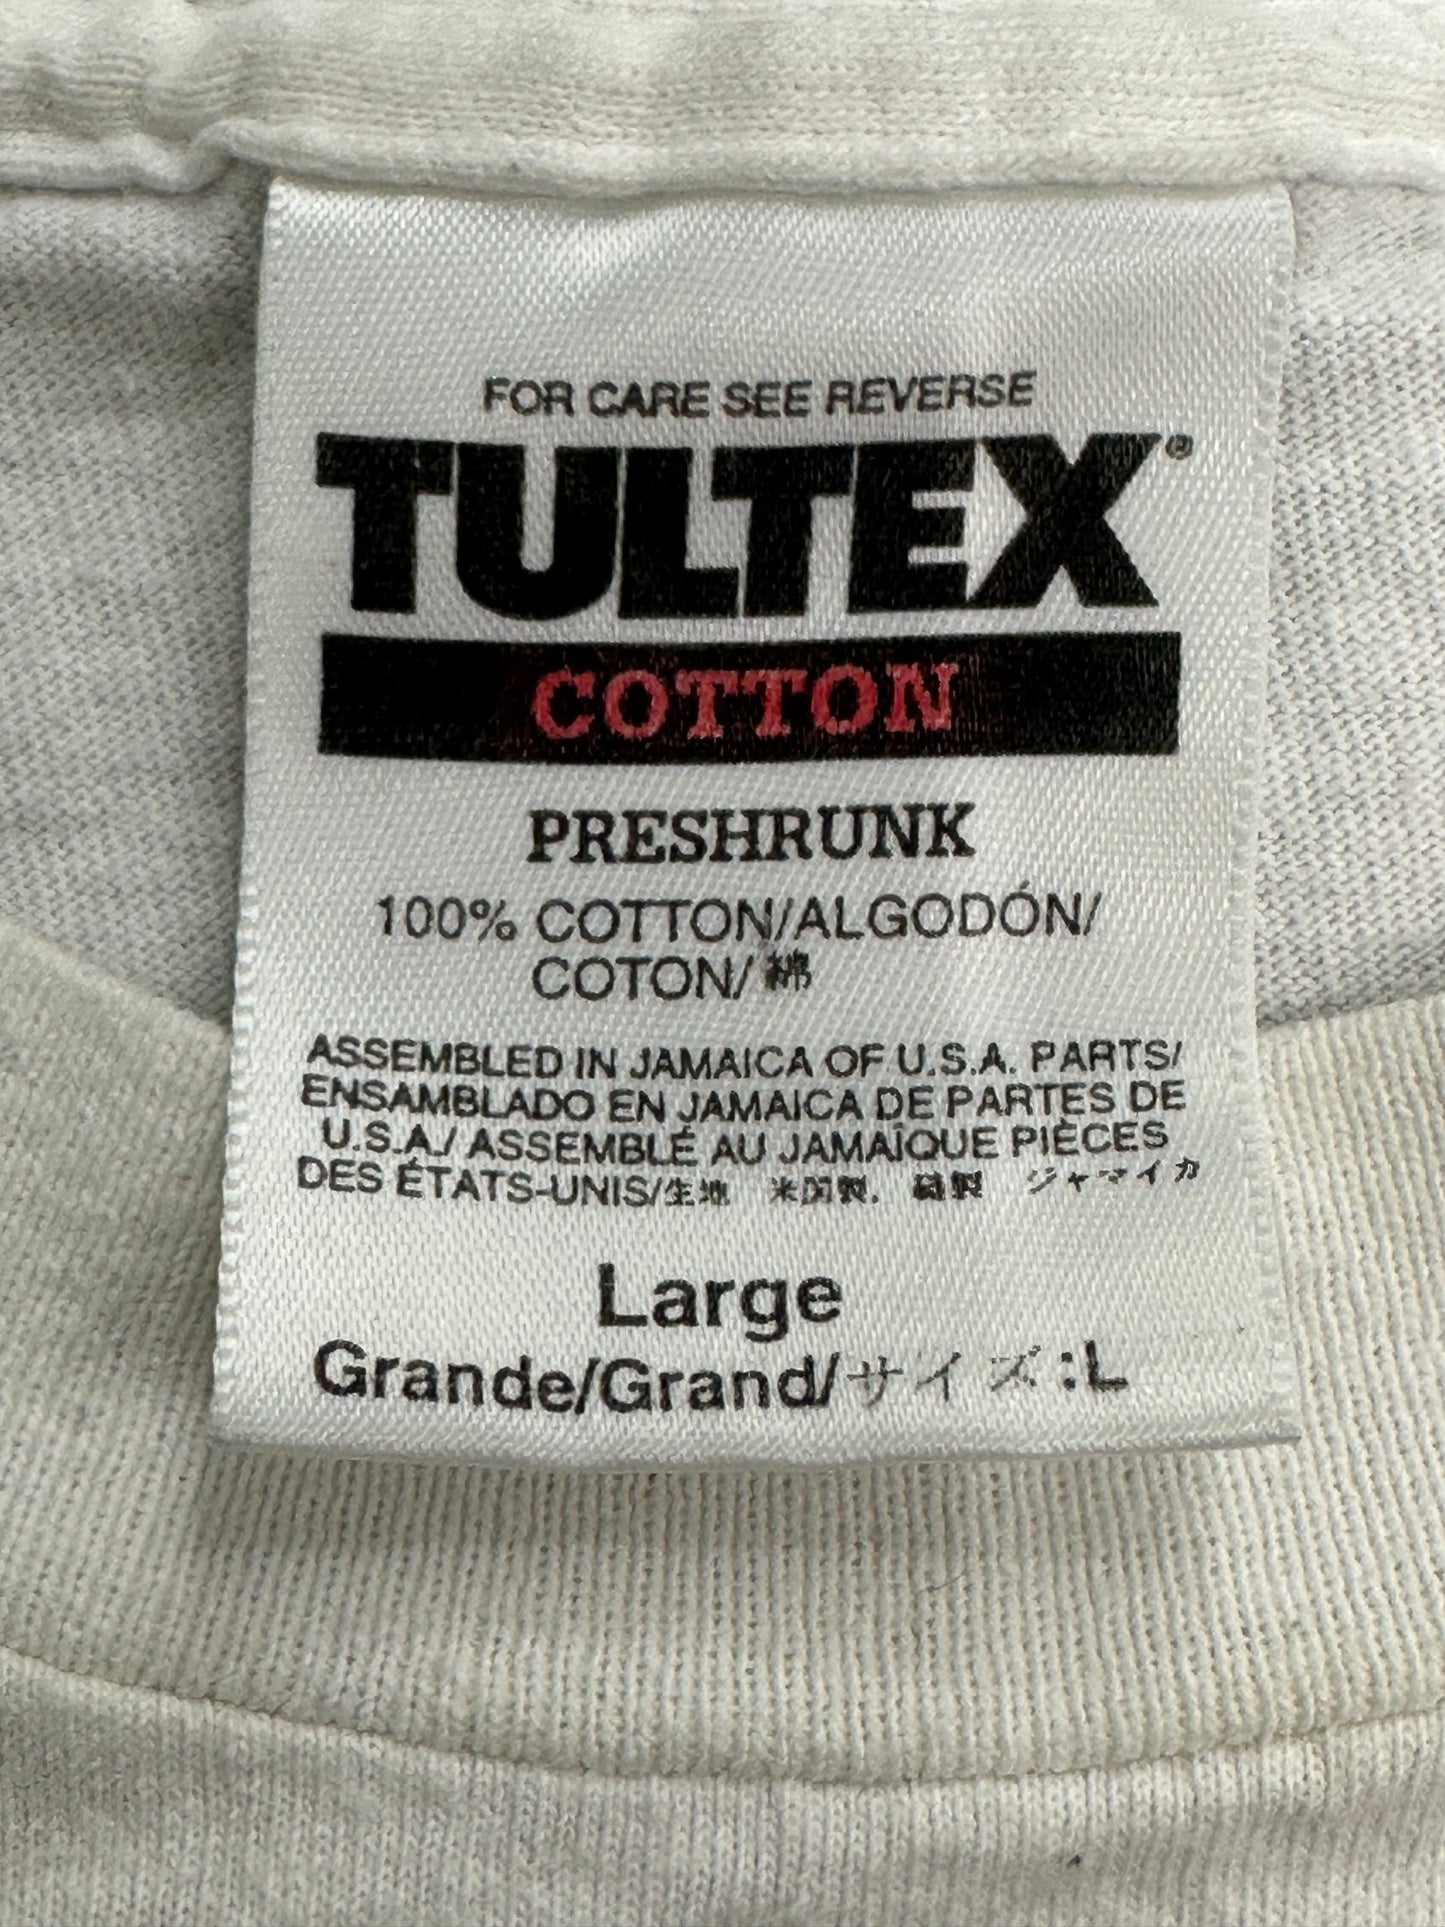 FOR CARE SEE REVERSE
TULTEX®
COTTON
PRESHRUNK
100% COTTON/ALGODÓN/
COTON/綿
ASSEMBLED IN JAMAICA OF U.S.A. PARTS/
ENSAMBLADO EN JAMAICA DE PARTES DE
U.S.A./ ASSEMBLÉ AU JAMAÏQUE PIÈCES
DES ÉTATS-UNIS/生地 米国製. 縫製 ジャマイカ
Large
Grande/Grand/サイズ:L